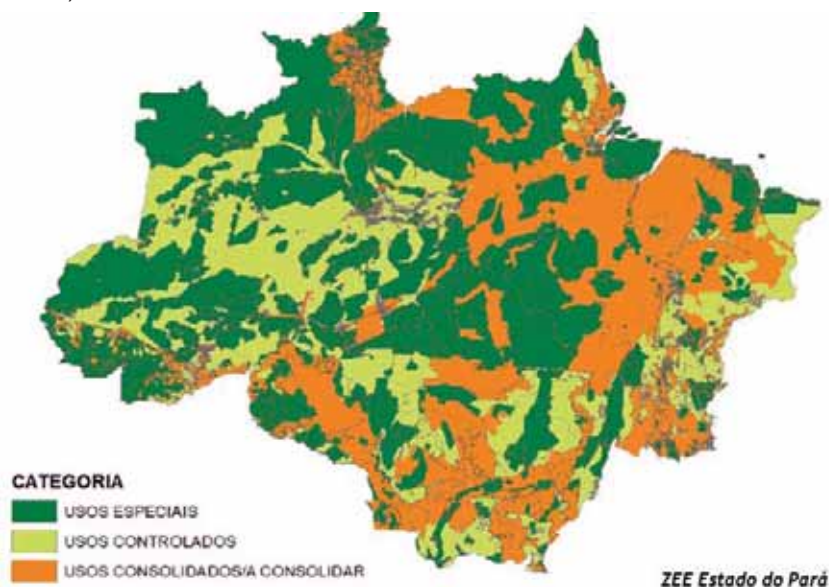 CATEGORIA
USOS ESPECIAIS
USOS CONTROLADOS
USOS CONSOLIDADOS/A CONSOLIDAR
ZEE Estado do Pará